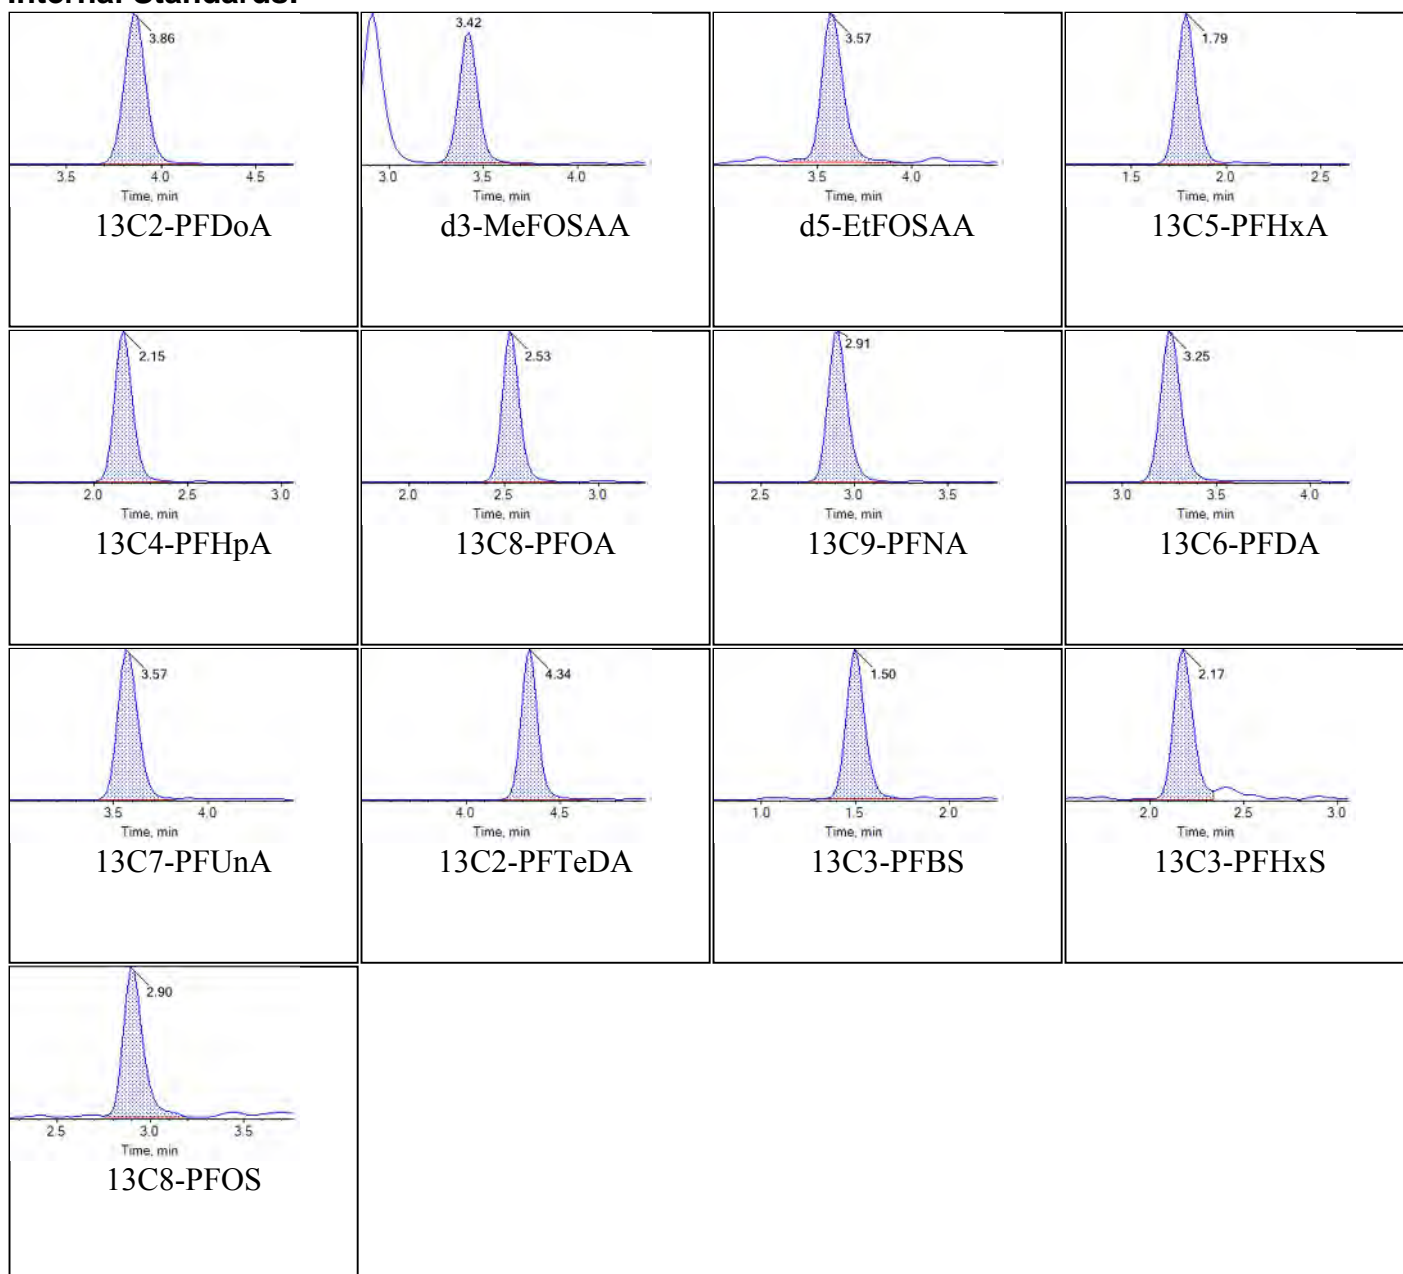 Internal Standards:
3.86
3.5 4.0 4.5
Time, min
13C2-PFDoA
3.42
3.0 3.5 4.0
Time, min
d3-MeFOSAA
3.57
3.5 4.0
Time, min
d5-EtFOSAA
1.79
1.5 2.0 2.5
Time, min
13C5-PFHxA
2.15
2.0 2.5 3.0
Time, min
13C4-PFHpA
2.53
2.0 2.5 3.0
Time, min
13C8-PFOA
2.91
2.5 3.0 3.5
Time, min
13C9-PFNA
3.25
3.0 3.5 4.0
Time, min
13C6-PFDA
3.57
3.5 4.0
Time, min
13C7-PFUnA
4.34
4.0 4.5
Time, min
13C2-PFTeDA
1.50
1.0 1.5 2.0
Time, min
13C3-PFBS
2.17
2.0 2.5 3.0
Time, min
13C3-PFHxS
2.90
2.5 3.0 3.5
Time, min
13C8-PFOS